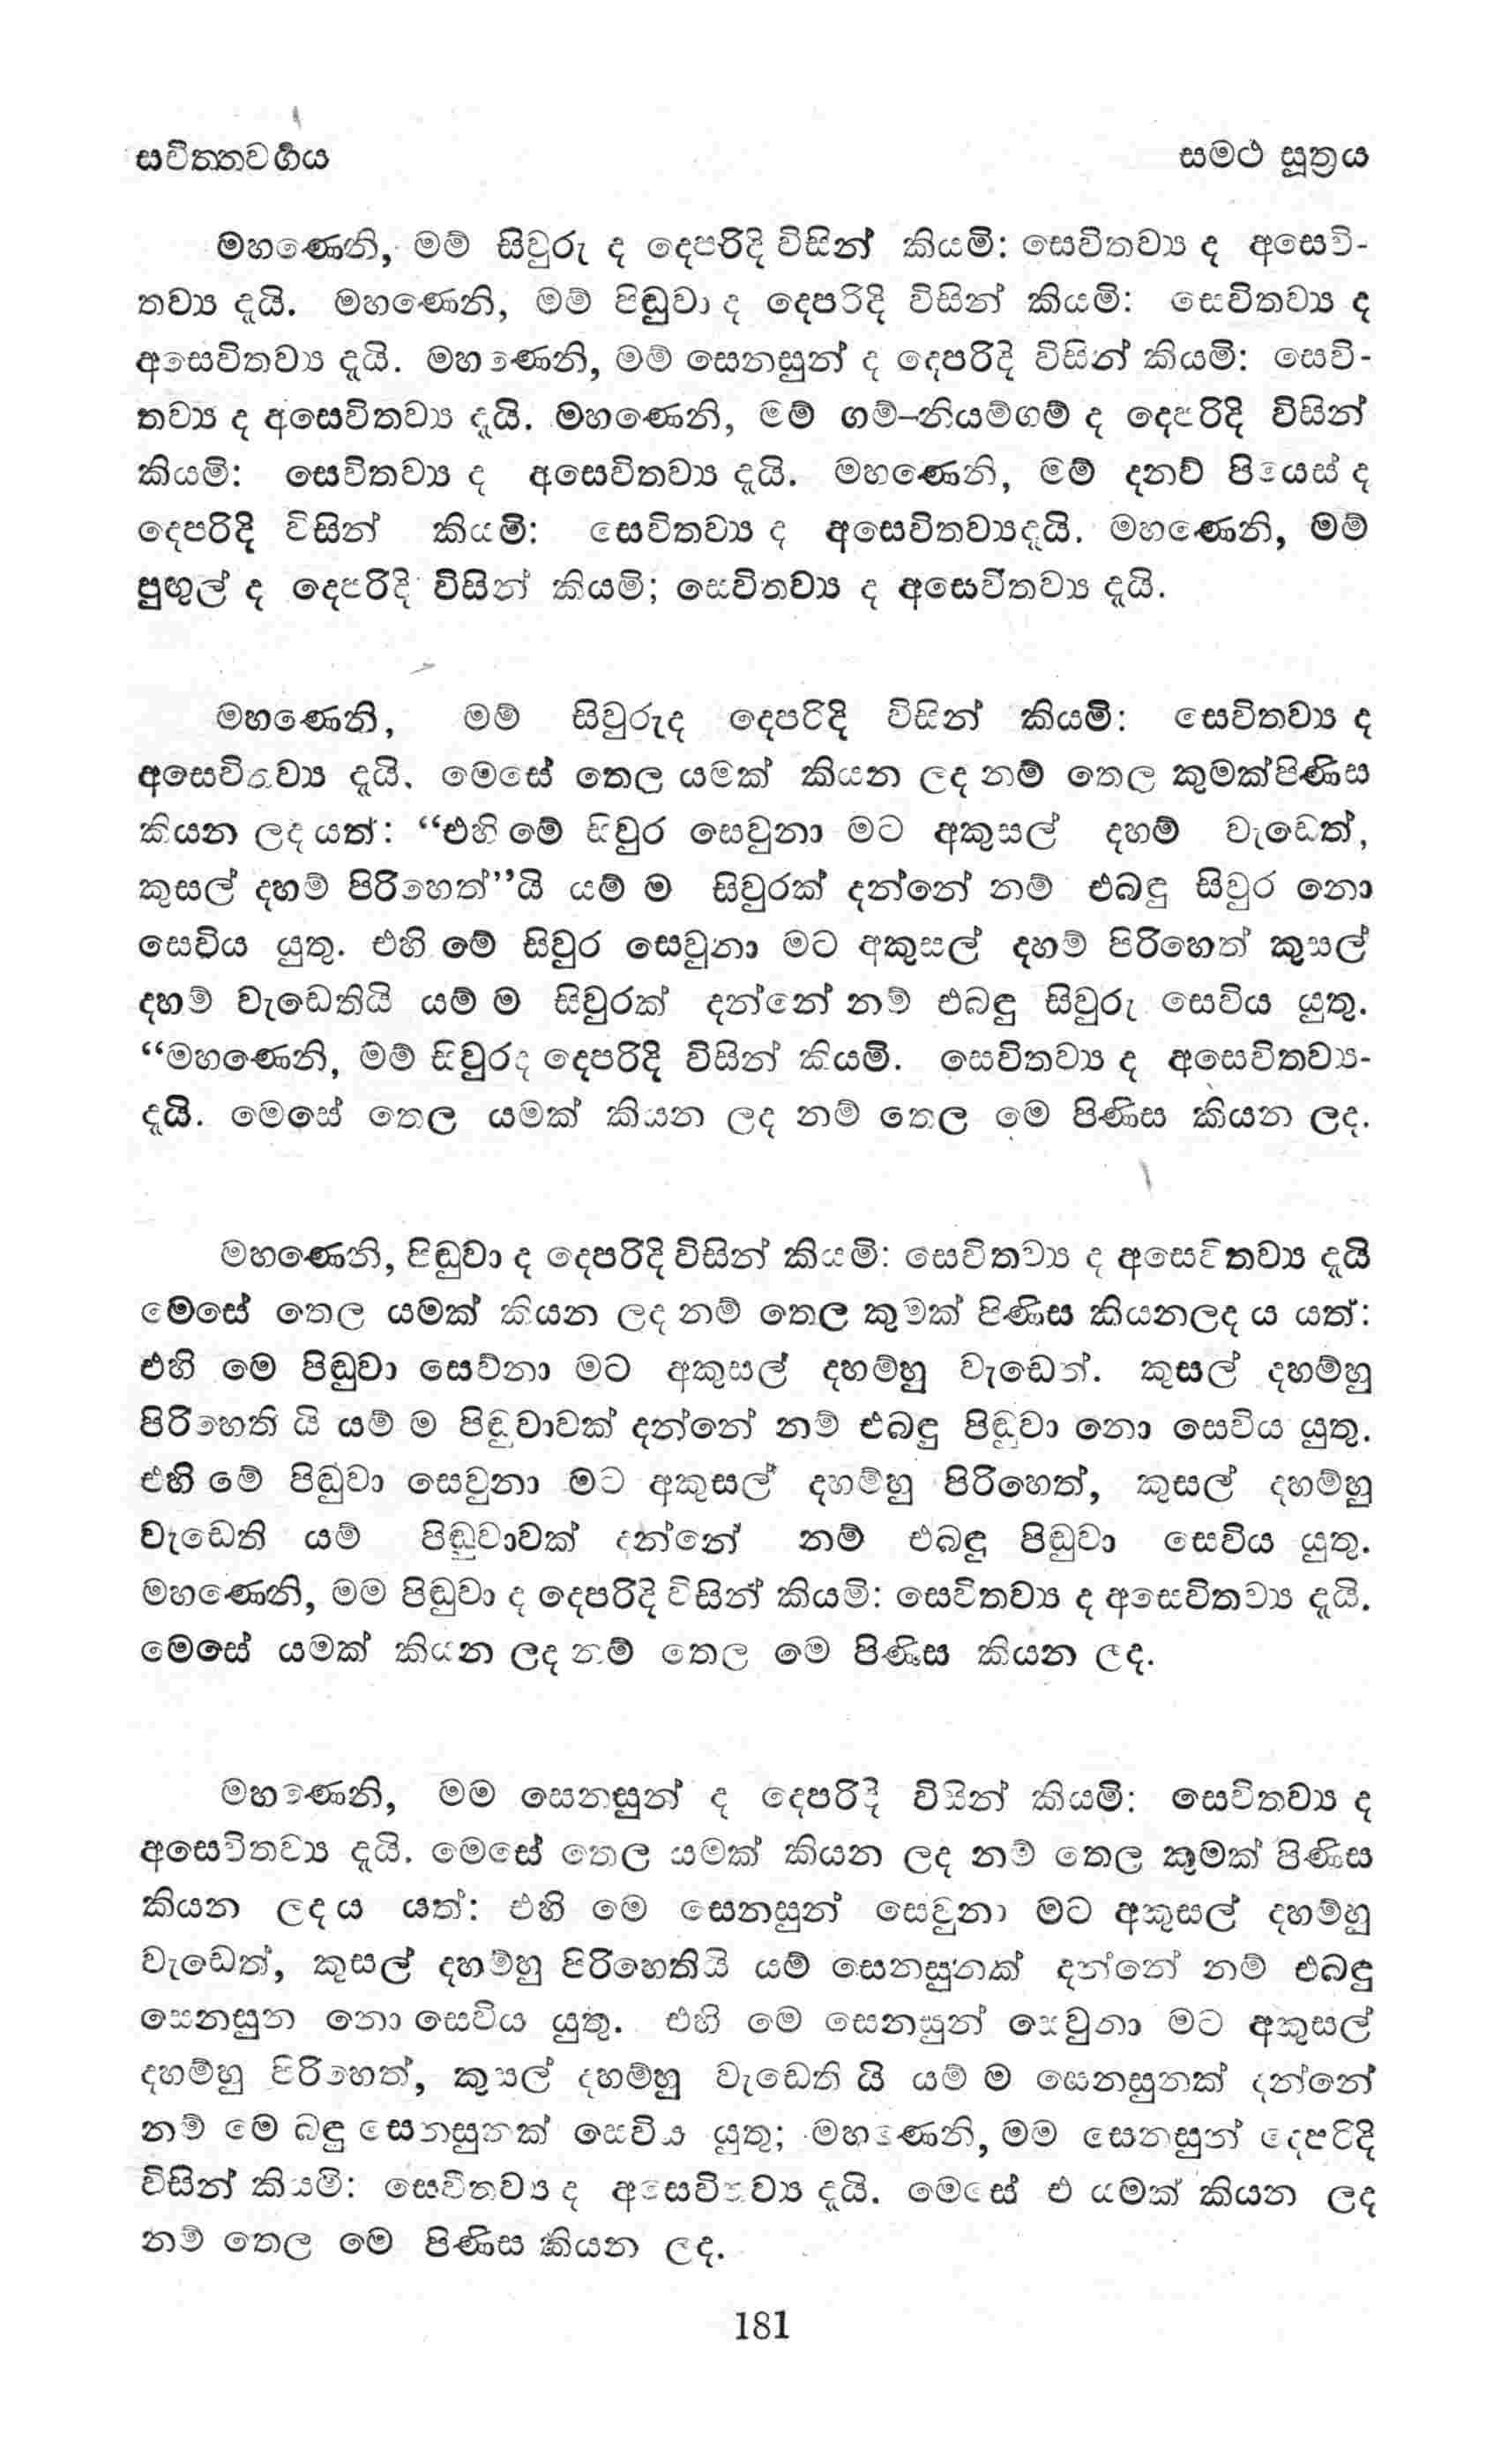 සචිත්තවර්ගය
සමථ සූත්‍රය
මහණෙනි, මම් සිවුරු ද දෙපරිදි විසින් කියමි: සෙවිතව්‍ය ද අසෙවි-
තව්‍ය දැයි. මහණෙනි, මම් පිඬුවා ද දෙපරිදි විසින් කියමි: සෙවිතව්‍ය ද
අසෙවිතව්‍ය දැයි. මහණෙනි, මම් සෙනසුන් ද දෙපරිදි විසින් කියමි: සෙවි-
තව්‍ය ද අසෙවිතව්‍ය දැයි. මහණෙනි, මම් ගම්–නියම්ගම් ද දෙපරිදි විසින්
කියමි: සෙවිතව්‍ය ද අසෙවිතව්‍ය දැයි. මහණෙනි, මම් දනව් පියෙස් ද
දෙපරිදි විසින් කියමි: සෙවිතව්‍ය ද අසෙවිතව්‍යදැයි. මහණෙනි, මම්
පුඟුල් ද දෙපරිදි විසින් කියමි; සෙවිතව්‍ය ද අසෙවිතව්‍ය දැයි.
මහණෙනි, මම් සිවුරුද දෙපරිදි විසින් කියමි: සෙවිතව්‍ය ද
අසෙවිතව්‍ය දැයි. මෙසේ තෙල යමක් කියන ලද නම් තෙල කුමක්පිණිස
කියන ලද යත්: “එහි මේ සිවුර සෙවුනා මට අකුසල් දහම් වැඩෙත්,
කුසල් දහම් පිරිහෙත්”යි යම් ම සිවුරක් දන්නේ නම් එබඳු සිවුර නො
සෙවිය යුතු. එහි මේ සිවුර සෙවුනා මට අකුසල් දහම් පිරිහෙත් කුසල්
දහම් වැඩෙතියි යම් ම සිවුරක් දන්නේ නම් එබඳු සිවුරු සෙවිය යුතු.
“මහණෙනි, මම් සිවුරද දෙපරිදි විසින් කියමි. සෙවිතව්‍ය ද අසෙවිතව්‍ය-
දැයි. මෙසේ තෙල යමක් කියන ලද නම් තෙල මෙ පිණිස කියන ලද.
මහණෙනි, පිඬුවා ද දෙපරිදි විසින් කියමි: සෙවිතව්‍ය ද අසෙවිතව්‍ය දැයි
මෙසේ තෙල යමක් කියන ලද නම් තෙල කුමක් පිණිස කියනලද ය යත්:
එහි මෙ පිඬුවා සෙව්නා මට අකුසල් දහම්හු වැඩෙත්. කුසල් දහම්හු
පිරිහෙති යි යම් ම පිඬුවාවක් දන්නේ නම් එබඳු පිඬුවා නො සෙවිය යුතු.
එහි මේ පිඬුවා සෙවුනා මට අකුසල් දහම්හු පිරිහෙත්, කුසල් දහම්හු
වැඩෙති යම් පිඬුවාවක් දන්නේ නම් එබඳු පිඬුවා සෙවිය යුතු.
මහණෙනි, මම පිඬුවා ද දෙපරිදි විසින් කියමි: සෙවිතව්‍ය ද අසෙවිතව්‍ය දැයි.
මෙසේ යමක් කියන ලද නම් තෙල මෙ පිණිස කියන ලද.
මහණෙනි, මම සෙනසුන් ද දෙපරිදි විසින් කියමි: සෙවිතව්‍ය ද
අසෙවිතව්‍ය දැයි. මෙසේ තෙල යමක් කියන ලද නම් තෙල කුමක් පිණිස
කියන ලද ය යත්: එහි මෙ සෙනසුන් සෙවුනා මට අකුසල් දහම්හු
වැඩෙත්, කුසල් දහම්හු පිරිහෙතියි යම් සෙනසුනක් දන්නේ නම් එබඳු
සෙනසුන නො සෙවිය යුතු. එහි මෙ සෙනසුන් සෙවුනා මට අකුසල්
දහම්හු පිරිහෙත්, කුසල් දහම්හු වැඩෙති යි යම් ම සෙනසුනක් දන්නේ
නම් මෙ බඳු සෙනසුනක් සෙවිය යුතු; මහණෙනි, මම සෙනසුන් දෙපරිදි
විසින් කියමි: සෙවිතව්‍ය ද අසෙවිතව්‍ය දැයි. මෙසේ එ යමක් කියන ලද
නම් තෙල මෙ පිණිස කියන ලද.
181